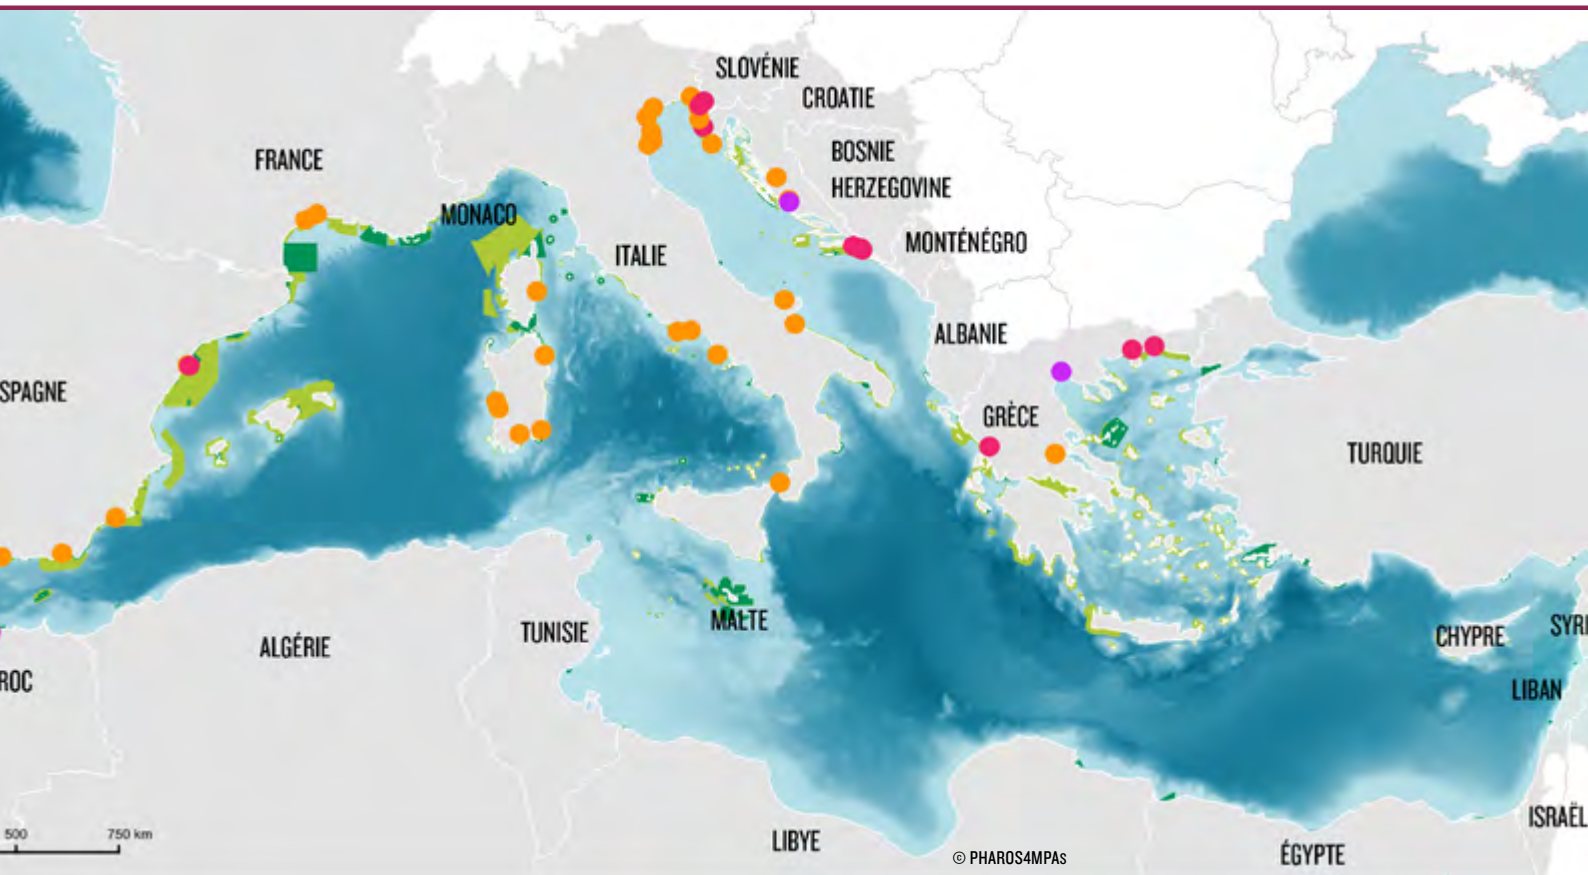 SLOVÉNIE
CROATIE
FRANCE
BOSNIE
HERZEGOVINE
MONACO
ITALIE
MONTÉNÉGRO
ALBANIE
SPAGNE
GRÈCE
TURQUIE
MALTE
ALGÉRIE
TUNISIE
CHYPRE
SYRI
ROC
LIBAN
500
750 km
LIBYE
© PHAROS4MPAs
ÉGYPTE
ISRAËL